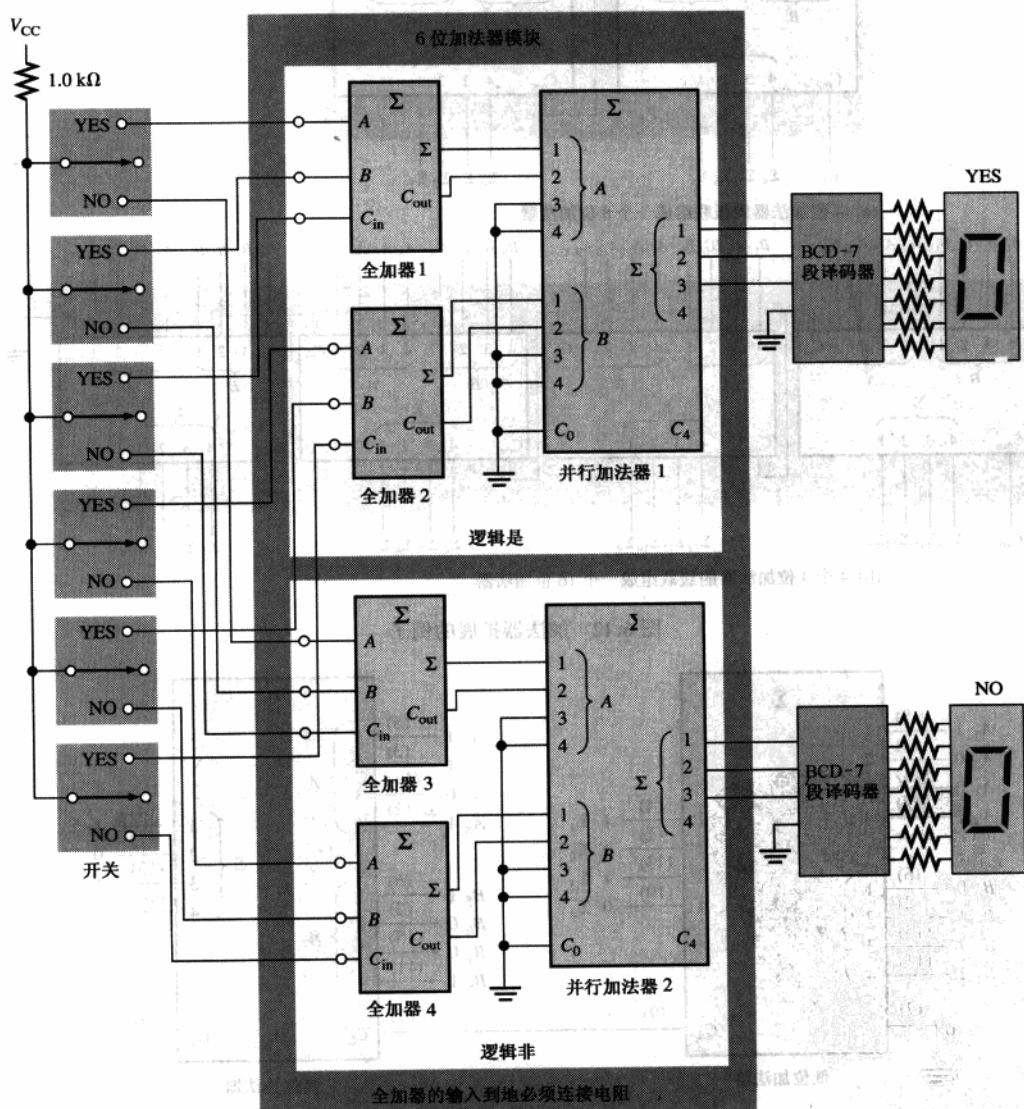 V_CC
1.0 kΩ
YES
NO
YES
NO
YES
NO
YES
NO
YES
NO
YES
NO
开关
6位加法器模块
Σ
A
B
C_in
Σ
C_out
全加器 1
Σ
A
B
C_in
Σ
C_out
全加器 2
Σ
1
2
3
4
A
1
2
3
4
B
C_0
Σ
1
2
3
4
C_4
并行加法器 1
逻辑是
BCD-7
段译码器
YES
Σ
A
B
C_in
Σ
C_out
全加器 3
Σ
A
B
C_in
Σ
C_out
全加器 4
Σ
1
2
3
4
A
1
2
3
4
B
C_0
Σ
1
2
3
4
C_4
并行加法器 2
逻辑非
BCD-7
段译码器
NO
全加器的输入到地必须连接电阻